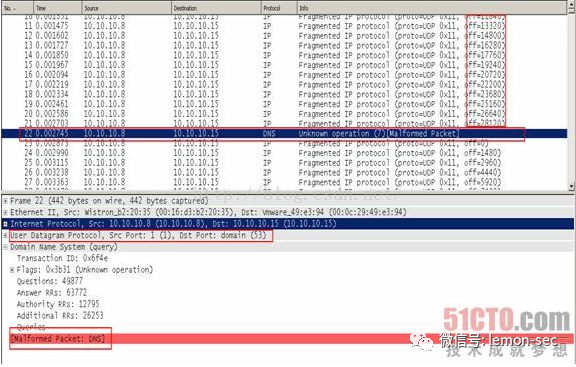 No. Time Source Destination Protocol Info
10 0.001351 10.10.10.8 10.10.10.15 IP Fragmented IP protocol (proto=UDP 0x11, off=11840)
11 0.001475 10.10.10.8 10.10.10.15 IP Fragmented IP protocol (proto=UDP 0x11, off=13320)
12 0.001602 10.10.10.8 10.10.10.15 IP Fragmented IP protocol (proto=UDP 0x11, off=14800)
13 0.001727 10.10.10.8 10.10.10.15 IP Fragmented IP protocol (proto=UDP 0x11, off=16280)
14 0.001850 10.10.10.8 10.10.10.15 IP Fragmented IP protocol (proto=UDP 0x11, off=17760)
15 0.001967 10.10.10.8 10.10.10.15 IP Fragmented IP protocol (proto=UDP 0x11, off=19240)
16 0.002094 10.10.10.8 10.10.10.15 IP Fragmented IP protocol (proto=UDP 0x11, off=20720)
17 0.002219 10.10.10.8 10.10.10.15 IP Fragmented IP protocol (proto=UDP 0x11, off=22200)
18 0.002334 10.10.10.8 10.10.10.15 IP Fragmented IP protocol (proto=UDP 0x11, off=23680)
19 0.002461 10.10.10.8 10.10.10.15 IP Fragmented IP protocol (proto=UDP 0x11, off=25160)
20 0.002586 10.10.10.8 10.10.10.15 IP Fragmented IP protocol (proto=UDP 0x11, off=26640)
21 0.002703 10.10.10.8 10.10.10.15 IP Fragmented IP protocol (proto=UDP 0x11, off=28120)
22 0.002745 10.10.10.8 10.10.10.15 DNS Unknown operation (7)[Malformed Packet]
23 0.002873 10.10.10.8 10.10.10.15 IP Fragmented IP protocol (proto=UDP 0x11, off=0)
24 0.002990 10.10.10.8 10.10.10.15 IP Fragmented IP protocol (proto=UDP 0x11, off=1480)
25 0.003115 10.10.10.8 10.10.10.15 IP Fragmented IP protocol (proto=UDP 0x11, off=2960)
26 0.003238 10.10.10.8 10.10.10.15 IP Fragmented IP protocol (proto=UDP 0x11, off=4440)
27 0.003363 10.10.10.8 10.10.10.15 IP Fragmented IP protocol (proto=UDP 0x11, off=5920)
Frame 22 (442 bytes on wire, 442 bytes captured)
Ethernet II, Src: Wistron_b2:20:35 (00:16:d3:b2:20:35), Dst: Vmware_49:e3:94 (00:0c:29:49:e3:94)
Internet Protocol, Src: 10.10.10.8 (10.10.10.8), Dst: 10.10.10.15 (10.10.10.15)
User Datagram Protocol, Src Port: 1 (1), Dst Port: domain (53)
Domain Name System (query)
Transaction ID: 0x6f4e
Flags: 0x3b31 (Unknown operation)
Questions: 49877
Answer RRs: 63772
Authority RRs: 12795
Additional RRs: 26253
Queries
[Malformed Packet: DNS]
51CTO.com
微信号: lemon-sec
技术成就梦想